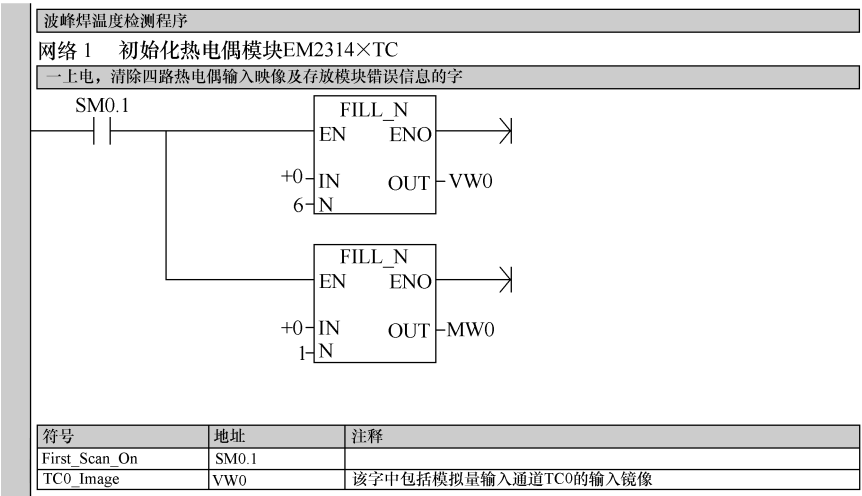 波峰焊温度检测程序
网络 1 初始化热电偶模块EM2314×TC
一上电，清除四路热电偶输入映像及存放模块错误信息的字
SM0.1
FILL_N
EN ENO
+0 IN OUT VW0
6 N
FILL_N
EN ENO
+0 IN OUT MW0
1 N
符号 地址 注释
First_Scan_On SM0.1
TC0_Image VW0 该字中包括模拟量输入通道TC0的输入镜像